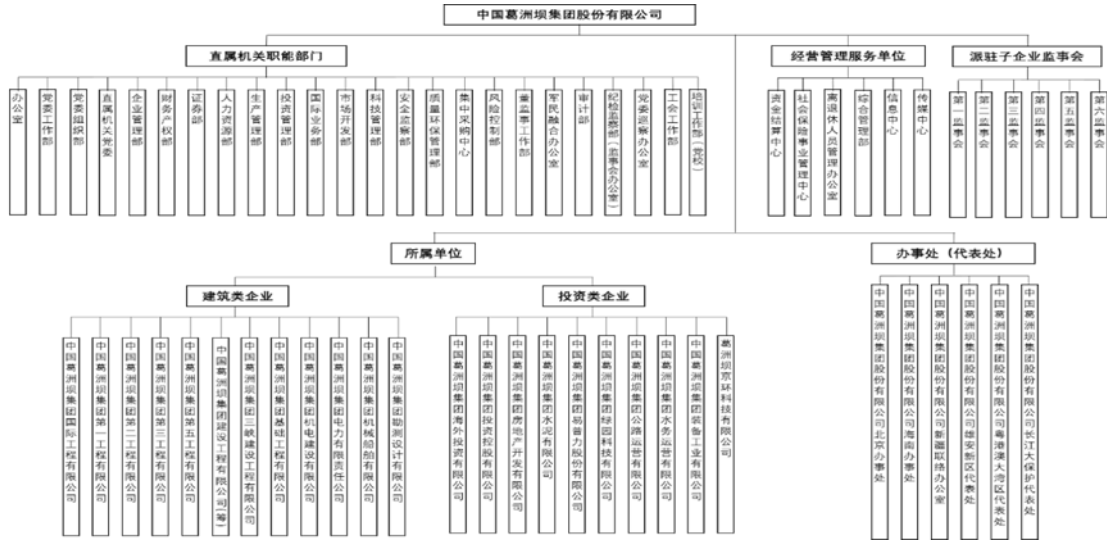 中国葛洲坝集团股份有限公司
直属机关职能部门
经营管理服务单位
派驻子企业监事会
办公室
党委工作部
党委组织部
直属机关党委
企业管理部
财务产权部
证券部
人力资源部
生产管理部
投资管理部
国际业务部
市场开发部
科技管理部
安全监察部
质量环保管理部
集中采购中心
风险控制部
董监事工作部
军民融合办公室
审计部
纪检监察部（监事会办公室）
党委巡察办公室
工会工作部
培训工作部（党校）
资金结算中心
社会保险事业管理中心
离退休人员管理办公室
综合管理部
信息中心
传媒中心
第一监事会
第二监事会
第三监事会
第四监事会
第五监事会
第六监事会
所属单位
办事处（代表处）
建筑类企业
投资类企业
中国葛洲坝集团国际工程有限公司
中国葛洲坝集团第一工程有限公司
中国葛洲坝集团第二工程有限公司
中国葛洲坝集团第三工程有限公司
中国葛洲坝集团第五工程有限公司
中国葛洲坝集团建设工程有限公司(筹)
中国葛洲坝集团三峡建设工程有限公司
中国葛洲坝集团基础工程有限公司
中国葛洲坝集团机电建设有限公司
中国葛洲坝集团电力有限责任公司
中国葛洲坝集团机械船舶有限公司
中国葛洲坝集团勘测设计有限公司
中国葛洲坝集团海外投资有限公司
中国葛洲坝集团投资控股有限公司
中国葛洲坝集团房地产开发有限公司
中国葛洲坝集团水泥有限公司
中国葛洲坝集团易普力股份有限公司
中国葛洲坝集团绿园科技有限公司
中国葛洲坝集团公路运营有限公司
中国葛洲坝集团水务运营有限公司
中国葛洲坝集团装备工业有限公司
葛洲坝京环科技有限公司
中国葛洲坝集团股份有限公司北京办事处
中国葛洲坝集团股份有限公司海南办事处
中国葛洲坝集团股份有限公司新疆联络办公室
中国葛洲坝集团股份有限公司雄安新区代表处
中国葛洲坝集团股份有限公司粤港澳大湾区代表处
中国葛洲坝集团股份有限公司长江大保护代表处